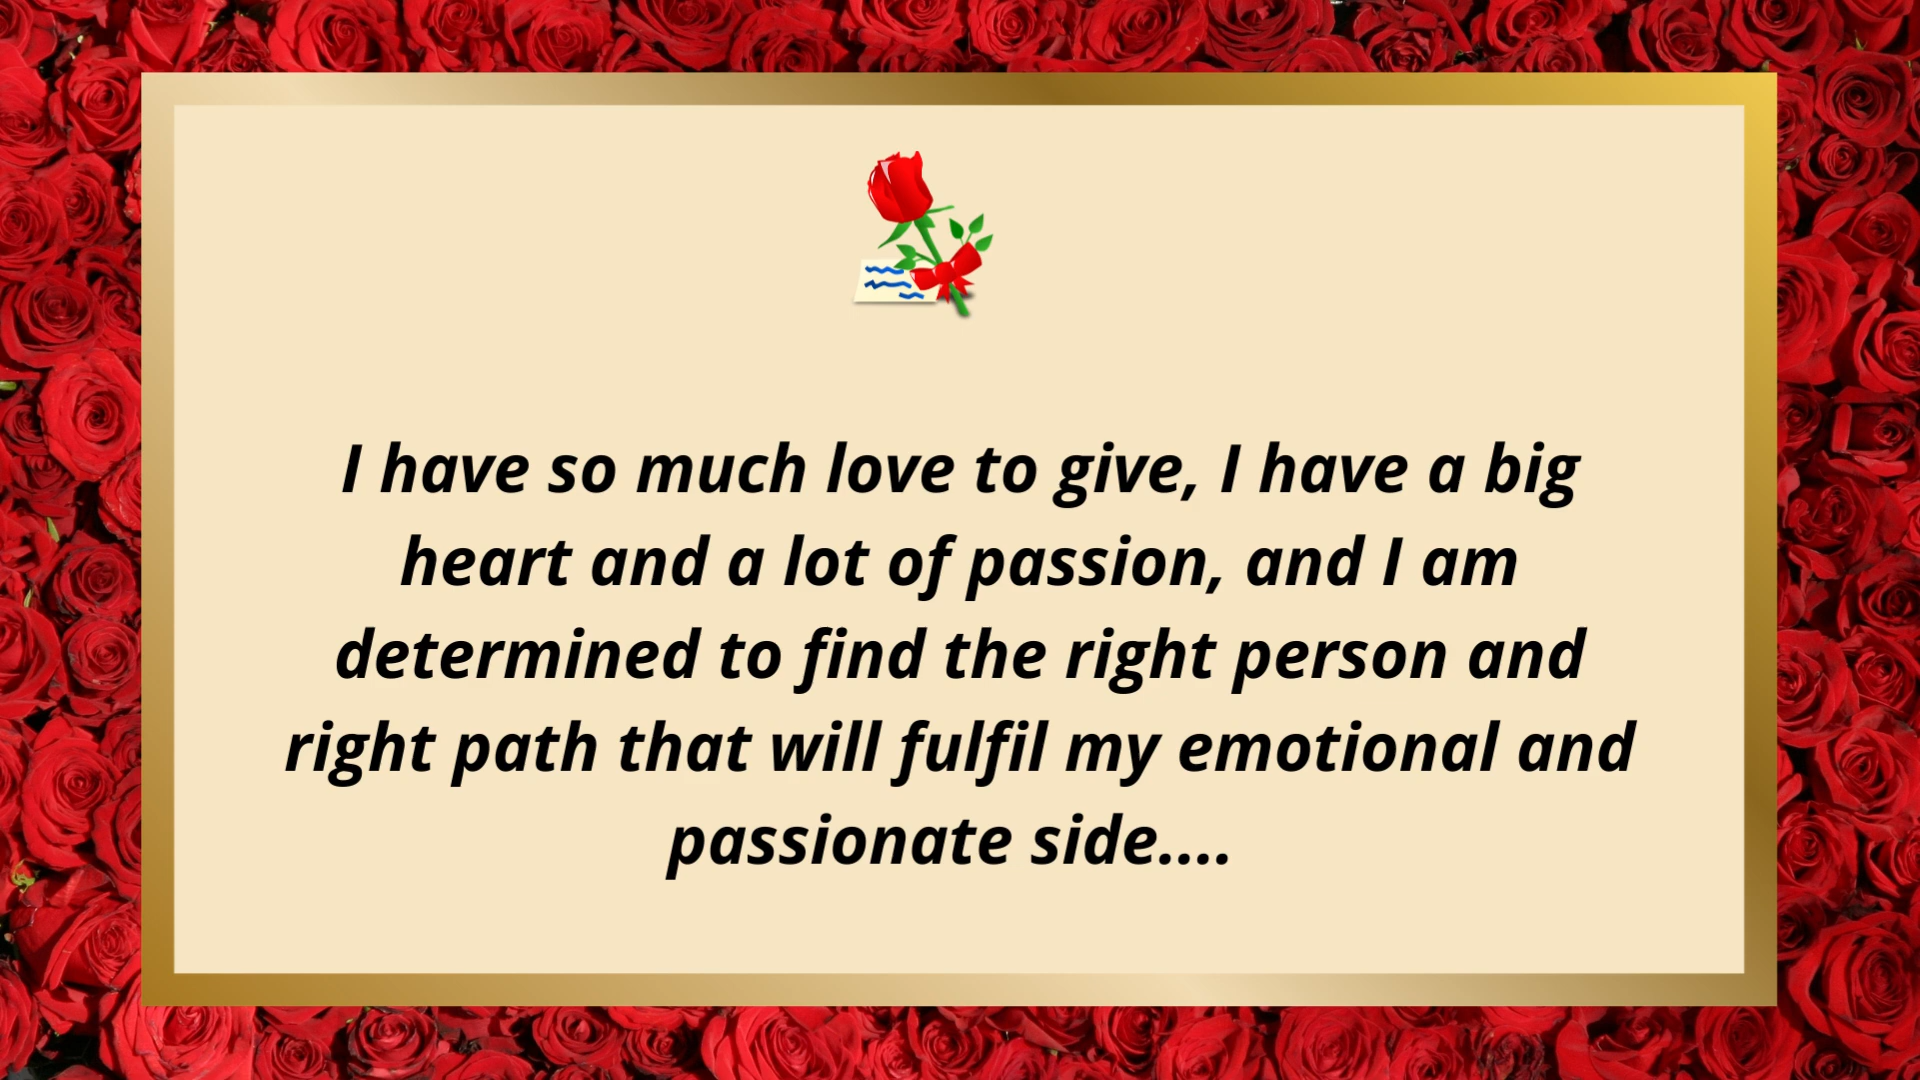 I have so much love to give, I have a big
heart and a lot of passion, and I am
determined to find the right person and
right path that will fulfil my emotional and
passionate side....